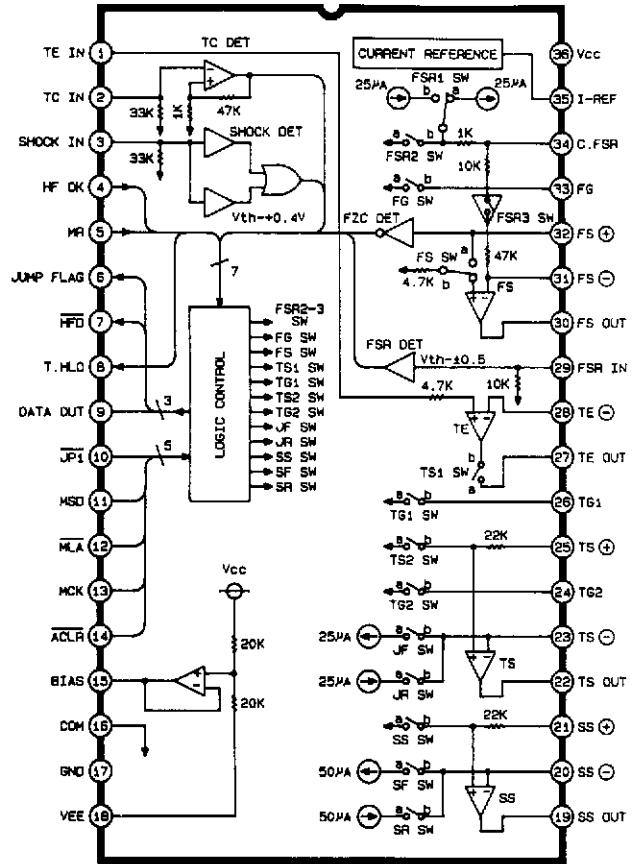 TE IN 1
TC IN 2
SHOCK IN 3
HF OK 4
MR 5
JUMP FLAG 6
HFD 7
T.HLD 8
DATA OUT 9
JP1 10
MSD 11
MLA 12
MCK 13
ACLR 14
BIAS 15
COM 16
GND 17
VEE 18
TC DET
33K
1K
47K
SHOCK DET
33K
Vth-+0.4V
7
3
5
LOGIC CONTROL
FSR2-3
SW
FG SW
FS SW
TS1 SW
TG1 SW
TS2 SW
TG2 SW
JF SW
JR SW
SS SW
SF SW
SR SW
Vcc
20K
20K
CURRENT REFERENCE
25μA
FSR1 SW
b a
25μA
a b
FSR2 SW
1K
10K
a b
FG SW
FSR3 SW
FZC DET
a
FS SW
b
4.7K
47K
FS
FSR DET
Vth-±0.5
10K
4.7K
TE
b
TS1 SW
a
a b
TG1 SW
a b
TS2 SW
22K
a b
TG2 SW
25μA
a b
JF SW
25μA
a b
JR SW
TS
a b
SS SW
22K
50μA
a b
SF SW
50μA
a b
SR SW
SS
36 Vcc
35 I-REF
34 C.FSR
33 FG
32 FS ⊕
31 FS ⊖
30 FS OUT
29 FSR IN
28 TE ⊖
27 TE OUT
26 TG1
25 TS ⊕
24 TG2
23 TS ⊖
22 TS OUT
21 SS ⊕
20 SS ⊖
19 SS OUT